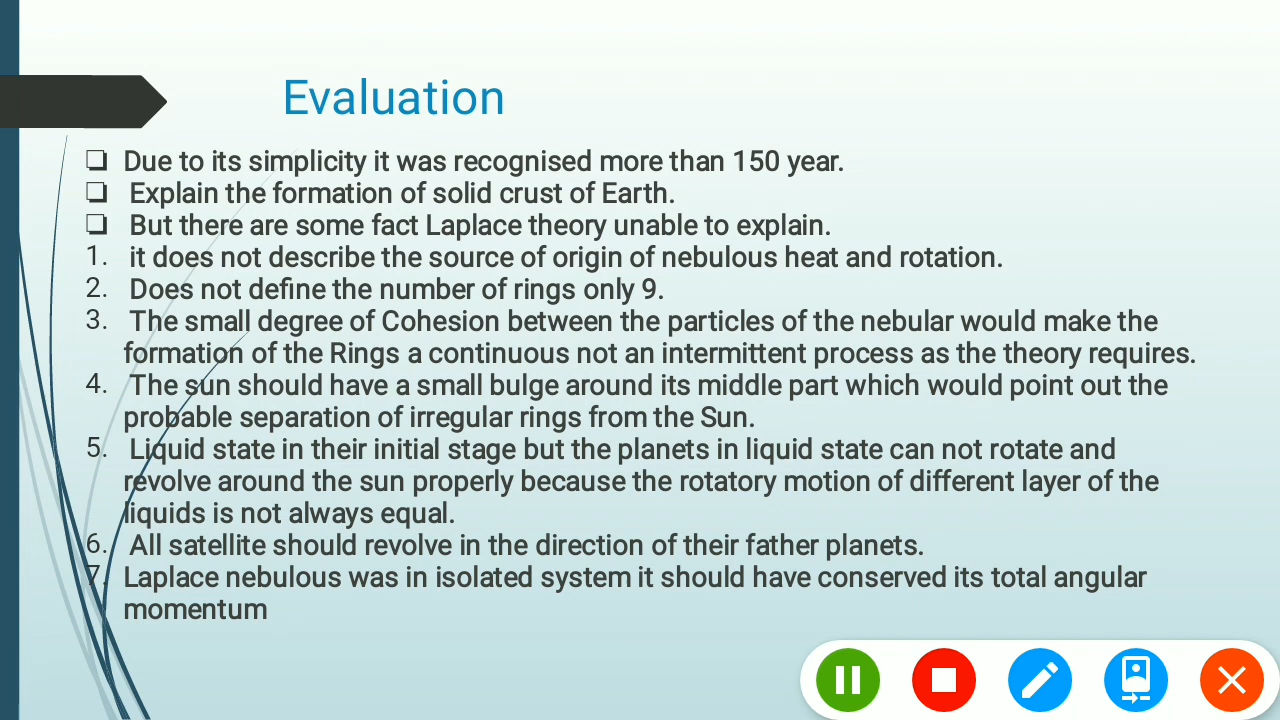 Evaluation
❏ Due to its simplicity it was recognised more than 150 year.
❏ Explain the formation of solid crust of Earth.
❏ But there are some fact Laplace theory unable to explain.
1. it does not describe the source of origin of nebulous heat and rotation.
2. Does not define the number of rings only 9.
3. The small degree of Cohesion between the particles of the nebular would make the
formation of the Rings a continuous not an intermittent process as the theory requires.
4. The sun should have a small bulge around its middle part which would point out the
probable separation of irregular rings from the Sun.
5. Liquid state in their initial stage but the planets in liquid state can not rotate and
revolve around the sun properly because the rotatory motion of different layer of the
liquids is not always equal.
6. All satellite should revolve in the direction of their father planets.
7. Laplace nebulous was in isolated system it should have conserved its total angular
momentum